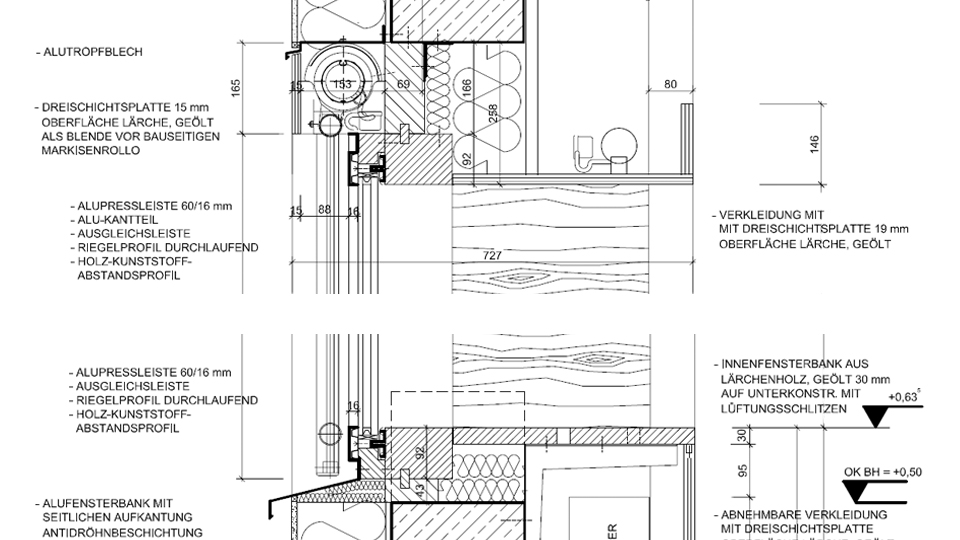 - ALUTROPFBLECH
- DREISCHICHTSPLATTE 15 mm
OBERFLÄCHE LÄRCHE, GEÖLT
ALS BLENDE VOR BAUSEITIGEN
MARKISENROLLO
165
15 153 69
166
258
92
80
146
- ALUPRESSLEISTE 60/16 mm
- ALU-KANTTEIL
- AUSGLEICHSLEISTE
- RIEGELPROFIL DURCHLAUFEND
- HOLZ-KUNSTSTOFF-
ABSTANDSPROFIL
15 88 16
727
- VERKLEIDUNG MIT
MIT DREISCHICHTSPLATTE 19 mm
OBERFLÄCHE LÄRCHE, GEÖLT
- ALUPRESSLEISTE 60/16 mm
- AUSGLEICHSLEISTE
- RIEGELPROFIL DURCHLAUFEND
- HOLZ-KUNSTSTOFF-
ABSTANDSPROFIL
16
92
43
- INNENFENSTERBANK AUS
LÄRCHENHOLZ, GEÖLT 30 mm
AUF UNTERKONSTR. MIT
LÜFTUNGSSCHLITZEN
+0,63⁵
30
95
OK BH = +0,50
- ALUFENSTERBANK MIT
SEITLICHEN AUFKANTUNG
ANTIDRÖHNBESCHICHTUNG
- ABNEHMBARE VERKLEIDUNG
MIT DREISCHICHTSPLATTE